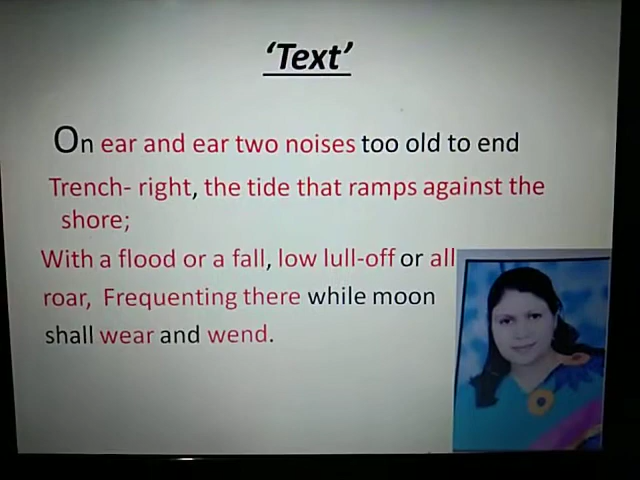 ‘Text’
On ear and ear two noises too old to end
Trench- right, the tide that ramps against the
shore;
With a flood or a fall, low lull-off or all
roar, Frequenting there while moon
shall wear and wend.